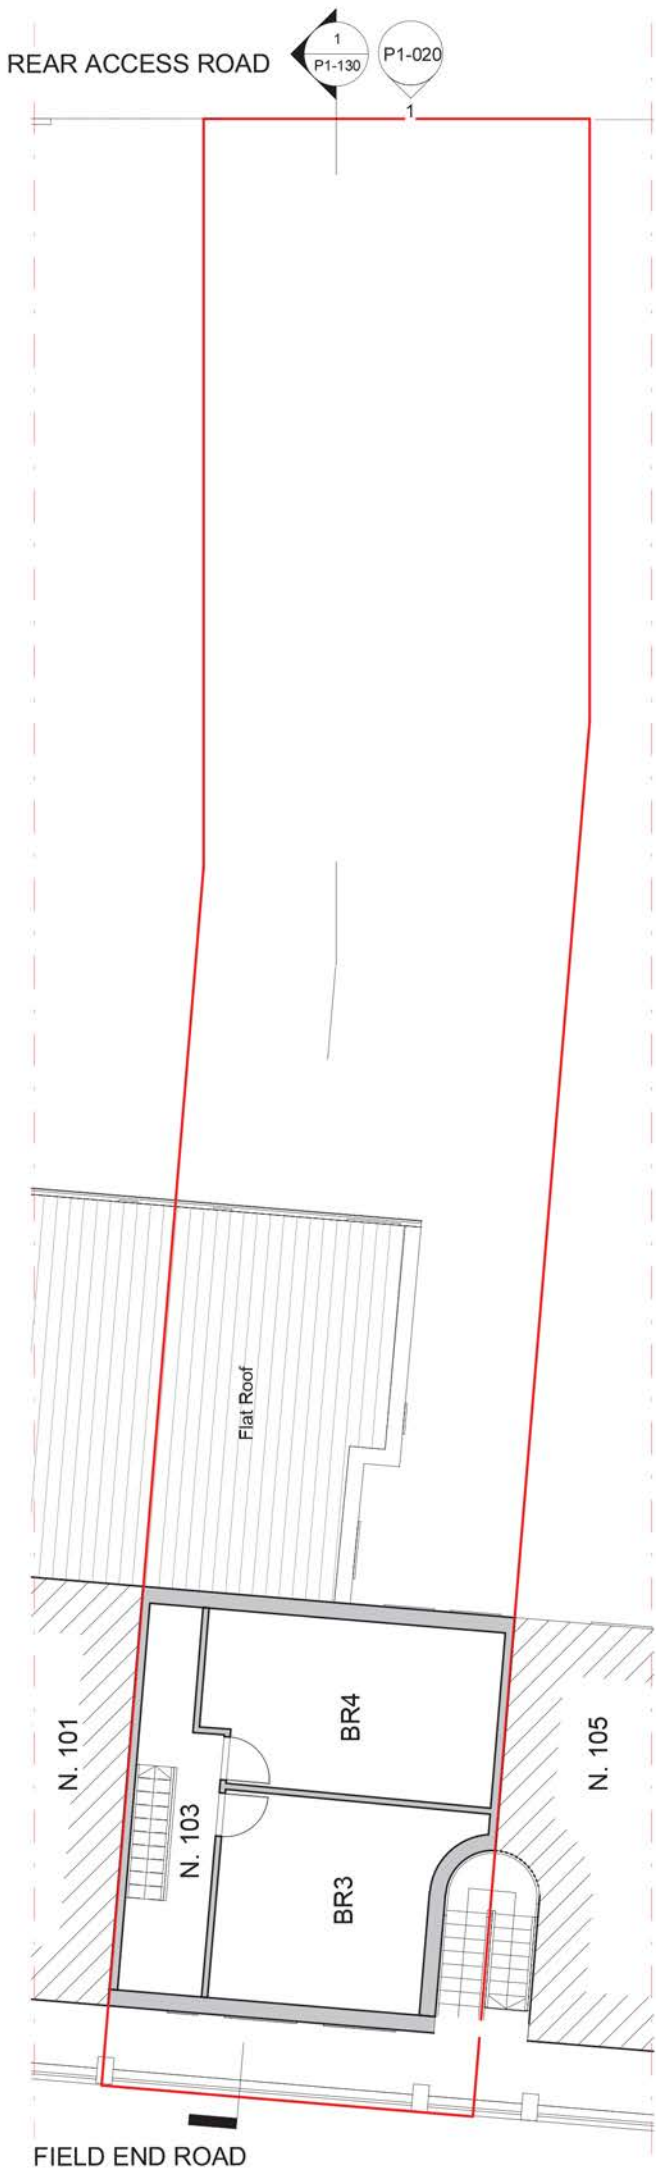 REAR ACCESS ROAD
1
P1-130
P1-020
1
Flat Roof
N. 101
BR4
N. 105
N. 103
BR3
FIELD END ROAD